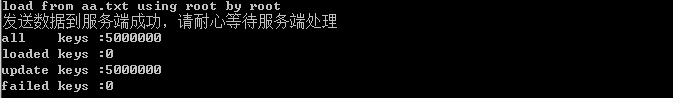 load from aa.txt using root by root
发送数据到服务端成功，请耐心等待服务端处理
all    keys :5000000
loaded keys :0
update keys :5000000
failed keys :0